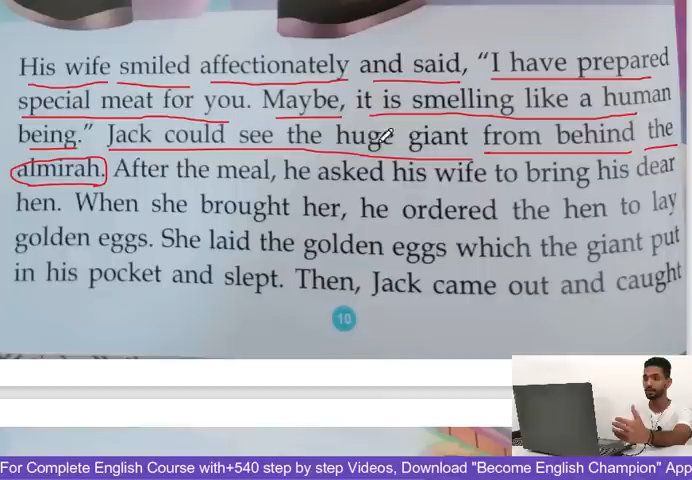 His wife smiled affectionately and said, "I have prepared
special meat for you. Maybe, it is smelling like a human
being." Jack could see the huge giant from behind the
almirah. After the meal, he asked his wife to bring his dear
hen. When she brought her, he ordered the hen to lay
golden eggs. She laid the golden eggs which the giant put
in his pocket and slept. Then, Jack came out and caught
10
For Complete English Course with+540 step by step Videos, Download "Become English Champion" App